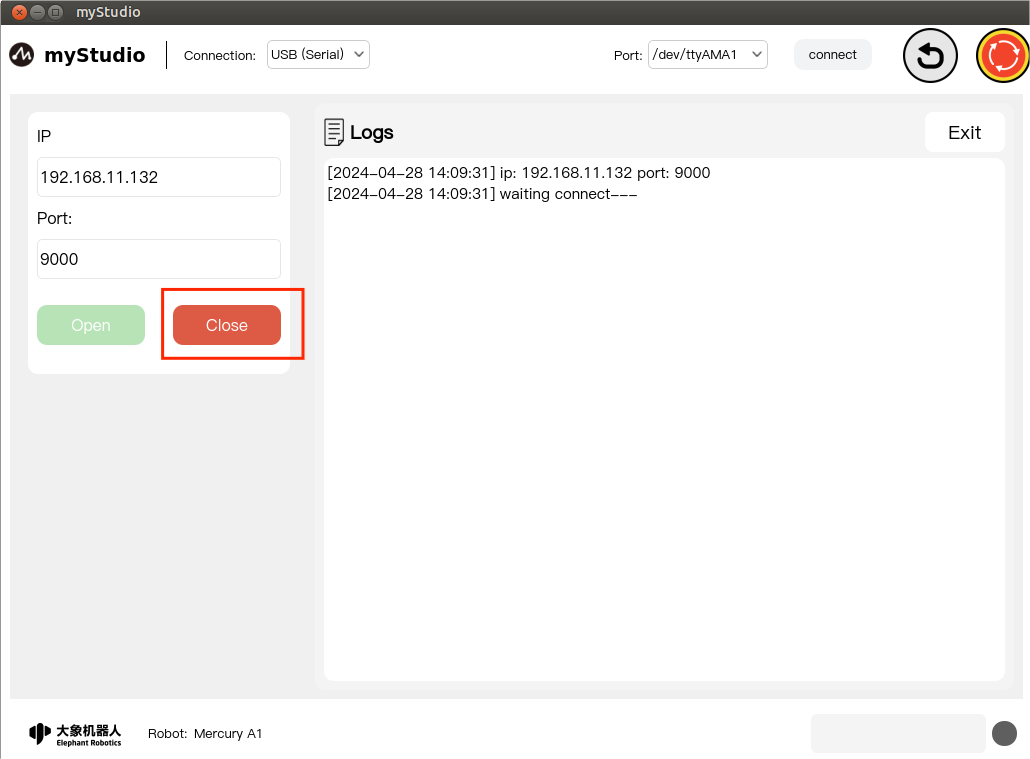 myStudio
myStudio
Connection: USB (Serial)
Port: /dev/ttyAMA1
connect
IP
192.168.11.132
Port:
9000
Open
Close
Logs
Exit
[2024-04-28 14:09:31] ip: 192.168.11.132 port: 9000
[2024-04-28 14:09:31] waiting connect---
大象机器人
Elephant Robotics
Robot: Mercury A1